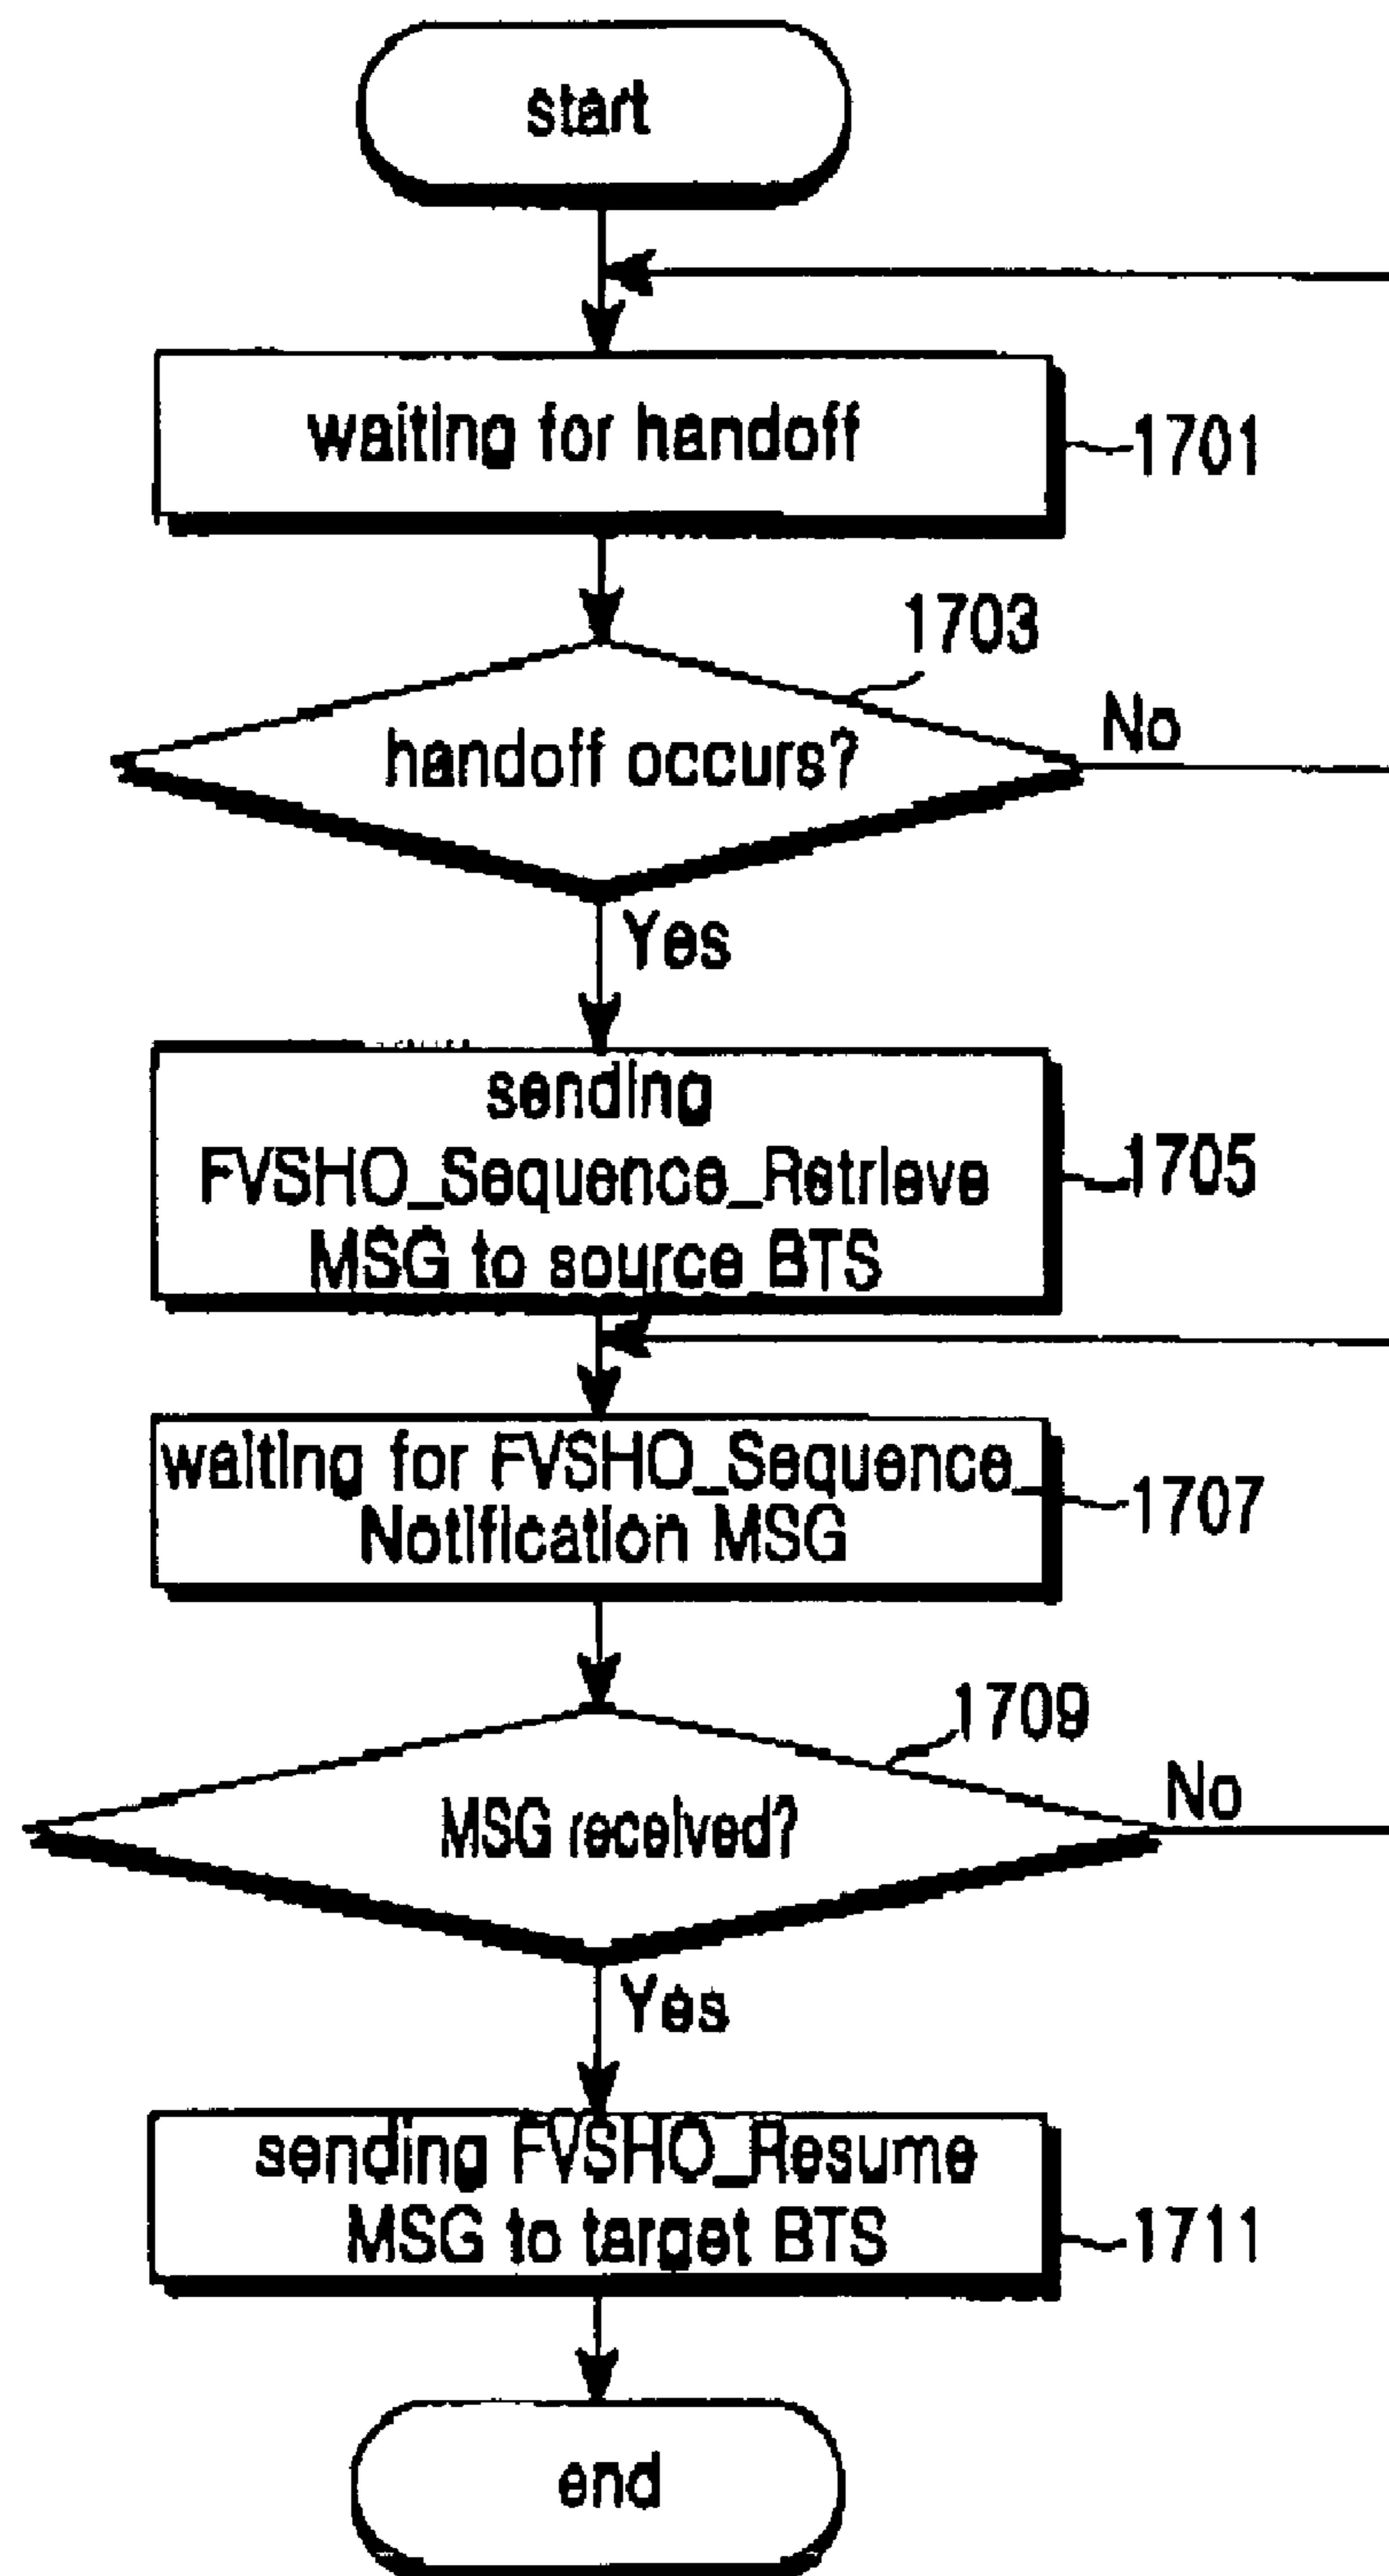 start
waiting for handoff
1701
1703
handoff occurs?
No
Yes
sending
FVSHO_Sequence_Retrieve
MSG to source BTS
1705
waiting for FVSHO_Sequence_
Notification MSG
1707
1709
MSG received?
No
Yes
sending FVSHO_Resume
MSG to target BTS
1711
end